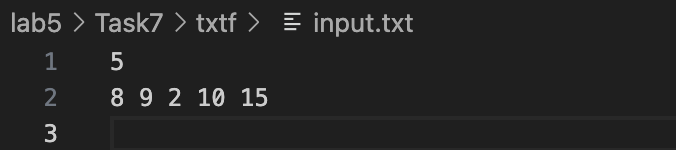 lab5 > Task7 > txtf > input.txt
1 5
2 8 9 2 10 15
3